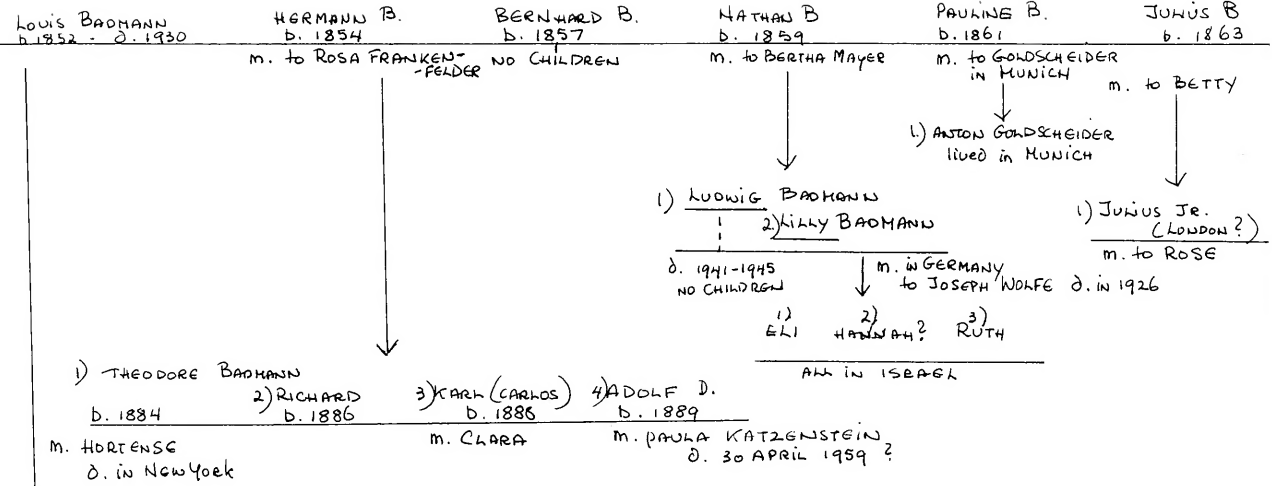 Louis BADMANN
b. 1852 - d. 1930
HERMANN B.
b. 1854
m. to ROSA FRANKEN-
-FELDER
BERNHARD B.
b. 1857
NO CHILDREN
NATHAN B
b. 1859
m. to BERTHA MAYER
PAULINE B.
b. 1861
m. to GOLDSCHEIDER
in MUNICH
JULIUS B
b. 1863
m. to BETTY
1.) ANTON GOLDSCHEIDER
lived in MUNICH
1) LUDWIG BADMANN
2.) LILLY BADMANN
d. 1941-1945
NO CHILDREN
m. in GERMANY
to JOSEPH WOLFE d. in 1926
1) JULIUS JR.
(LONDON?)
m. to ROSE
1) ELI
2) HANNAH?
3) RUTH
ALL IN ISRAEL
1) THEODORE BADMANN
b. 1884
m. HORTENSE
d. in New York
2) RICHARD
b. 1886
3) KARL (CARLOS)
b. 1888
m. CLARA
4) ADOLF D.
b. 1889
m. PAULA KATZENSTEIN
d. 30 APRIL 1959 ?